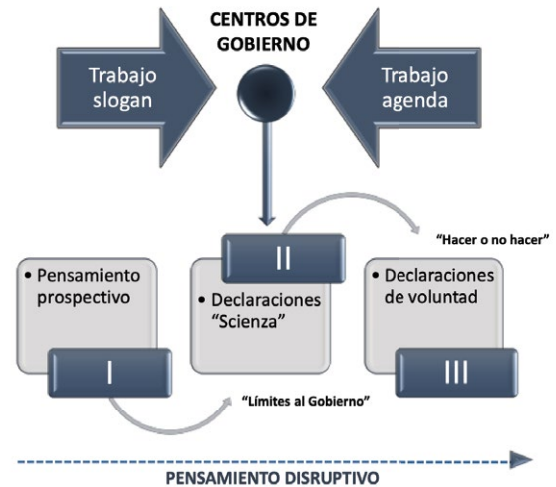 CENTROS DE
GOBIERNO
Trabajo
slogan
Trabajo
agenda
II
“Hacer o no hacer”
• Pensamiento
prospectivo
• Declaraciones
“Scienza”
• Declaraciones
de voluntad
I
III
“Límites al Gobierno”
PENSAMIENTO DISRUPTIVO